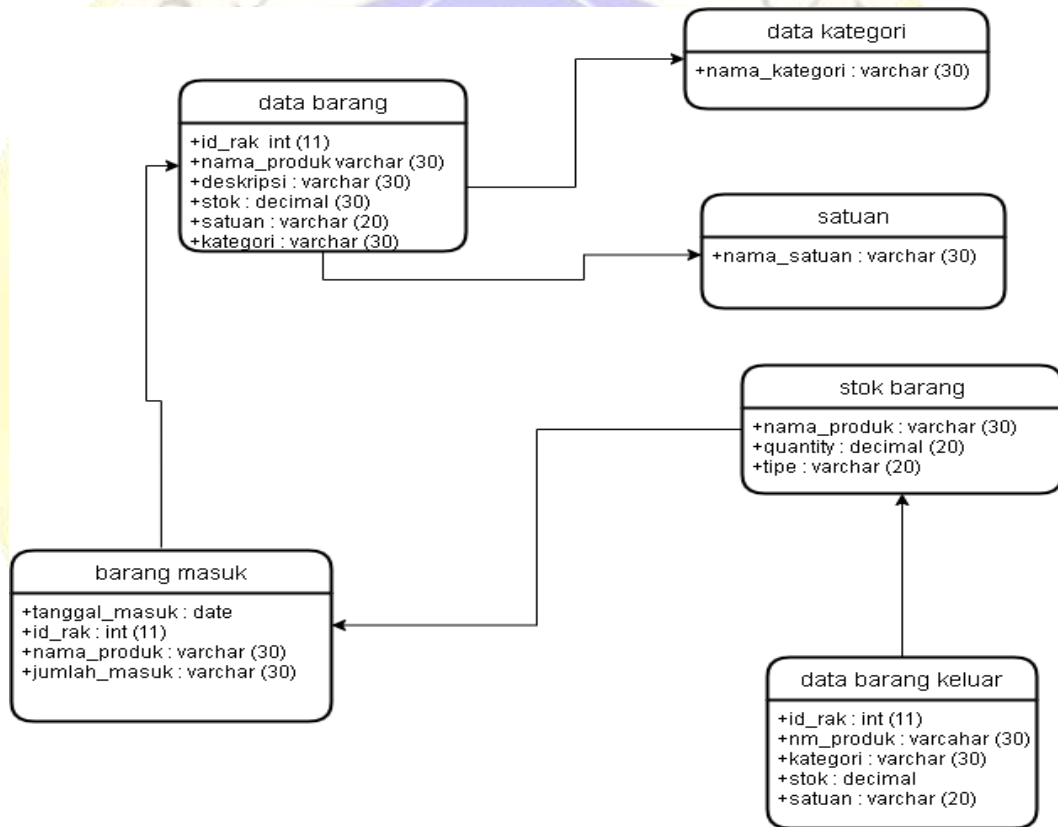 data kategori
+nama_kategori : varchar (30)
data barang
+id_rak int (11)
+nama_produk varchar (30)
+deskripsi : varchar (30)
+stok : decimal (30)
+satuan : varchar (20)
+kategori : varchar (30)
satuan
+nama_satuan : varchar (30)
stok barang
+nama_produk : varchar (30)
+quantity : decimal (20)
+tipe : varchar (20)
barang masuk
+tanggal_masuk : date
+id_rak : int (11)
+nama_produk : varchar (30)
+jumlah_masuk : varchar (30)
data barang keluar
+id_rak : int (11)
+nm_produk : varcahar (30)
+kategori : varchar (30)
+stok : decimal
+satuan : varchar (20)